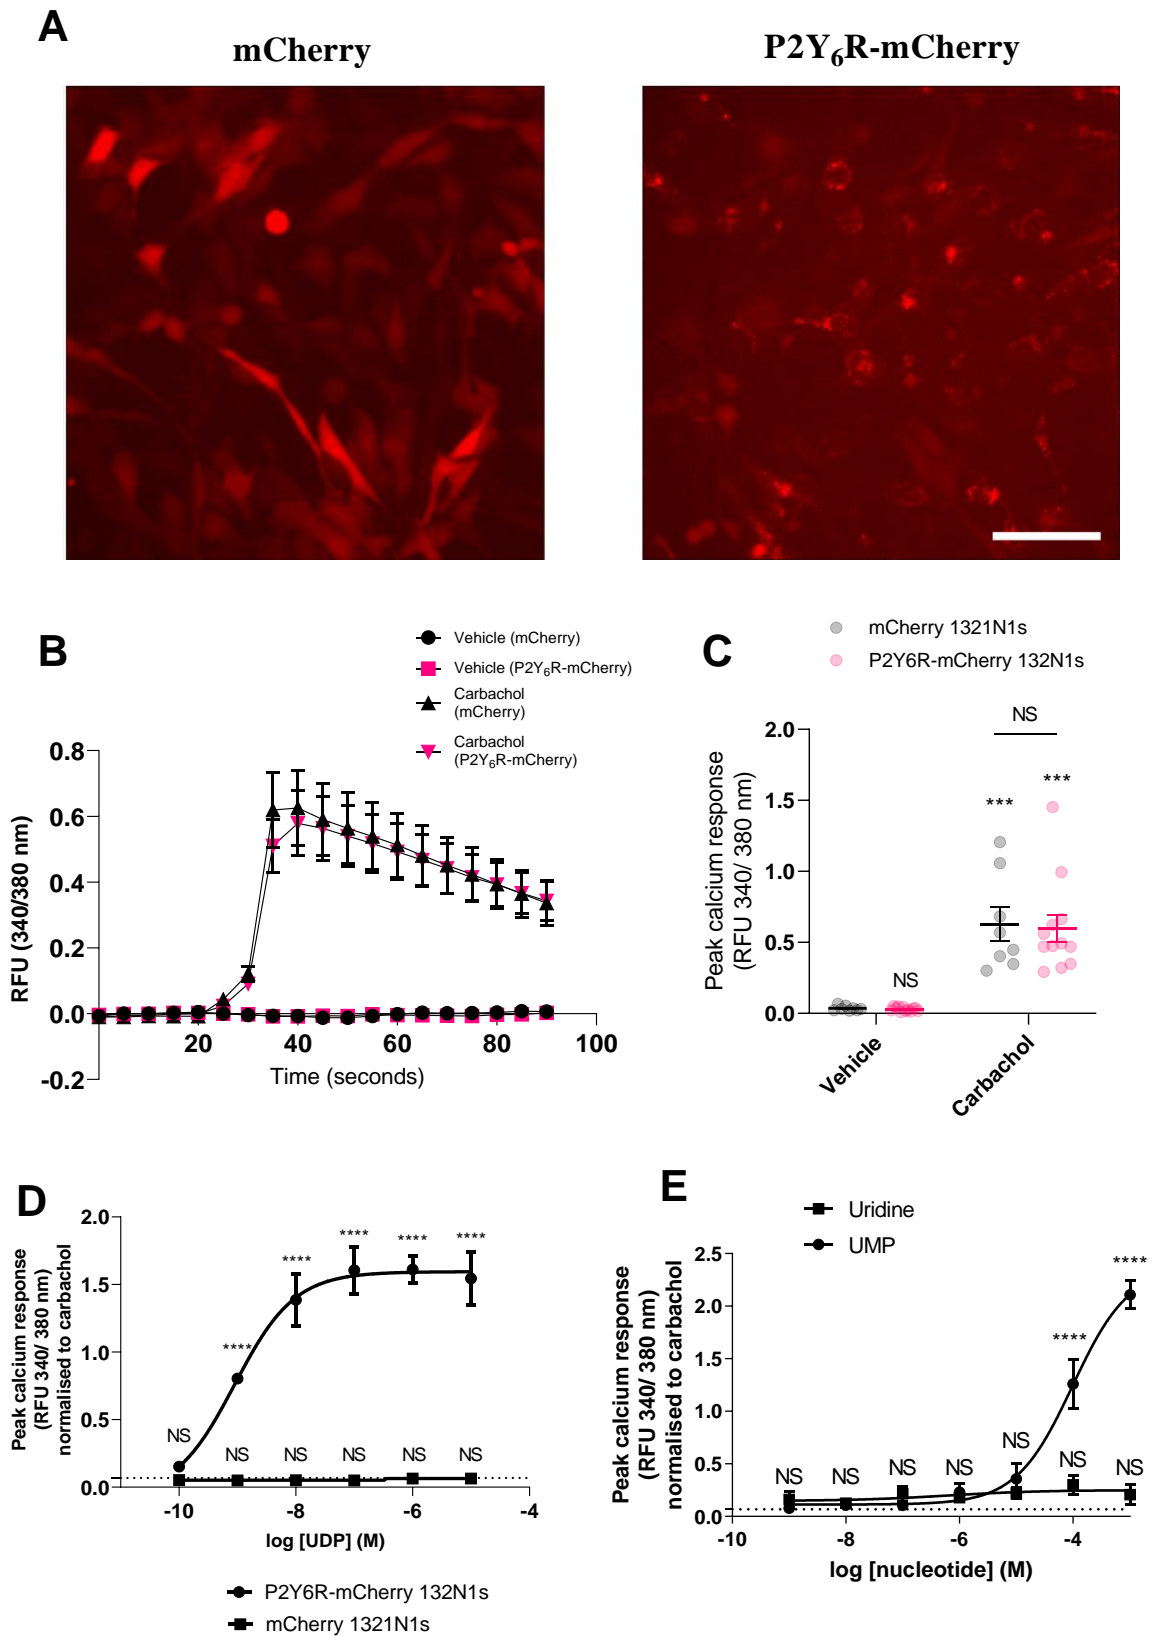 A
mCherry
P2Y6R-mCherry
B
Vehicle (mCherry)
Vehicle (P2Y6R-mCherry)
Carbachol
(mCherry)
Carbachol
(P2Y6R-mCherry)
RFU (340/380 nm)
0.8
0.6
0.4
0.2
0.0
-0.2
20
40
60
80
100
Time (seconds)
C
mCherry 1321N1s
P2Y6R-mCherry 132N1s
Peak calcium response
(RFU 340/ 380 nm)
2.0
1.5
1.0
0.5
0.0
NS
***
***
NS
Vehicle
Carbachol
D
Peak calcium response
(RFU 340/ 380 nm)
normalised to carbachol
2.0
1.5
1.0
0.5
0.0
**** **** **** ****
****
NS
NS NS NS NS NS
-10
-8
-6
-4
log [UDP] (M)
P2Y6R-mCherry 132N1s
mCherry 1321N1s
E
Uridine
UMP
Peak calcium response
(RFU 340/ 380 nm)
normalised to carbachol
2.5
2.0
1.5
1.0
0.5
0.0
****
****
NS
NS NS NS NS NS NS
-10
-8
-6
-4
log [nucleotide] (M)